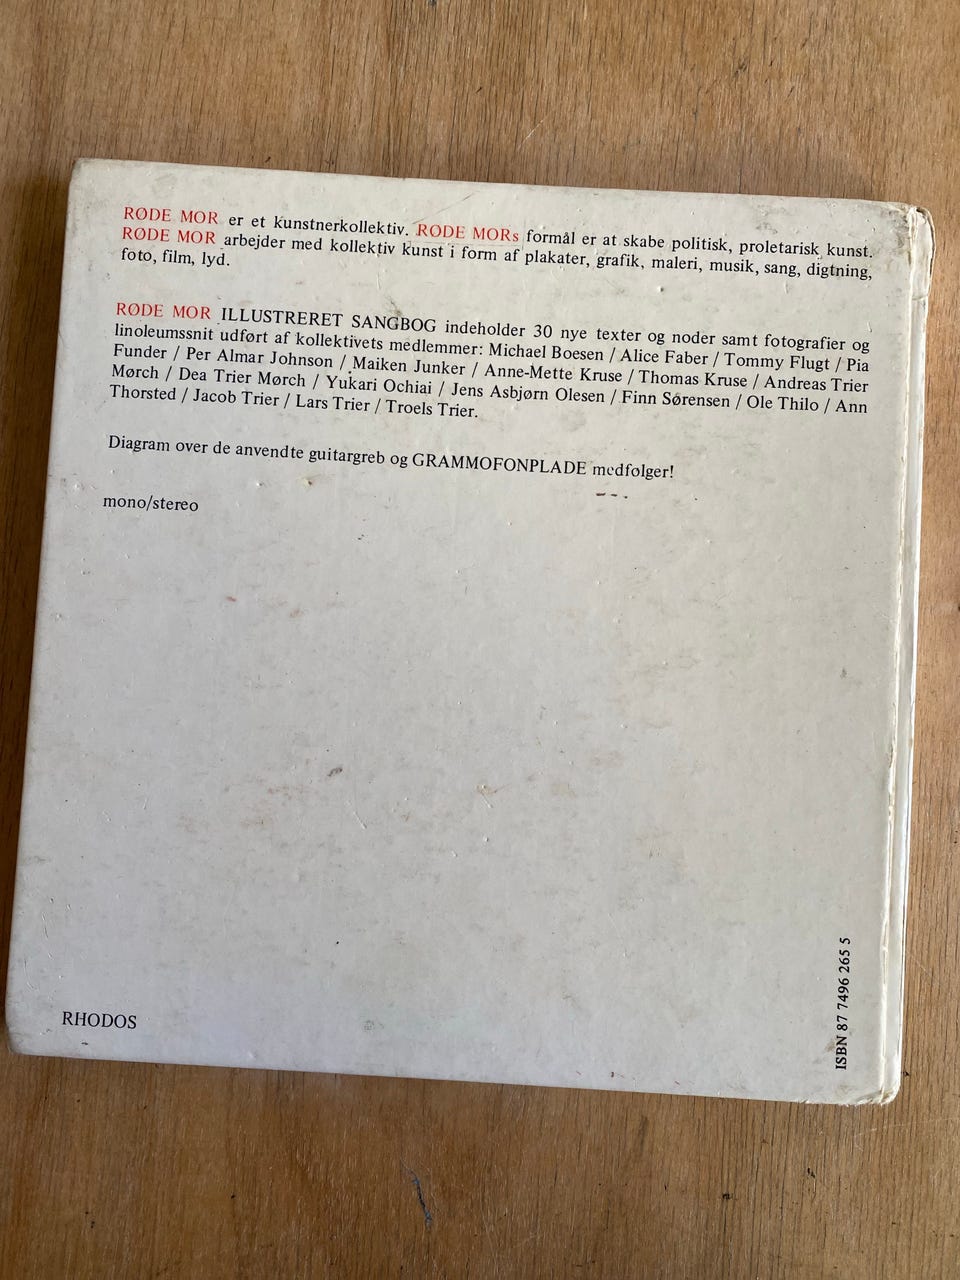 RØDE MOR er et kunstnerkollektiv. RØDE MORs formål er at skabe politisk, proletarisk kunst.
RØDE MOR arbejder med kollektiv kunst i form af plakater, grafik, maleri, musik, sang, digtning,
foto, film, lyd.
RØDE MOR ILLUSTRERET SANGBOG indeholder 30 nye texter og noder samt fotografier og
linoleumssnit udført af kollektivets medlemmer: Michael Boesen / Alice Faber / Tommy Flugt / Pia
Funder / Per Almar Johnson / Maiken Junker / Anne-Mette Kruse / Thomas Kruse / Andreas Trier
Mørch / Dea Trier Mørch / Yukari Ochiai / Jens Asbjørn Olesen / Finn Sørensen / Ole Thilo / Ann
Thorsted / Jacob Trier / Lars Trier / Troels Trier.
Diagram over de anvendte guitargreb og GRAMMOFONPLADE medfølger!
mono/stereo
RHODOS
ISBN 87 7496 265 5